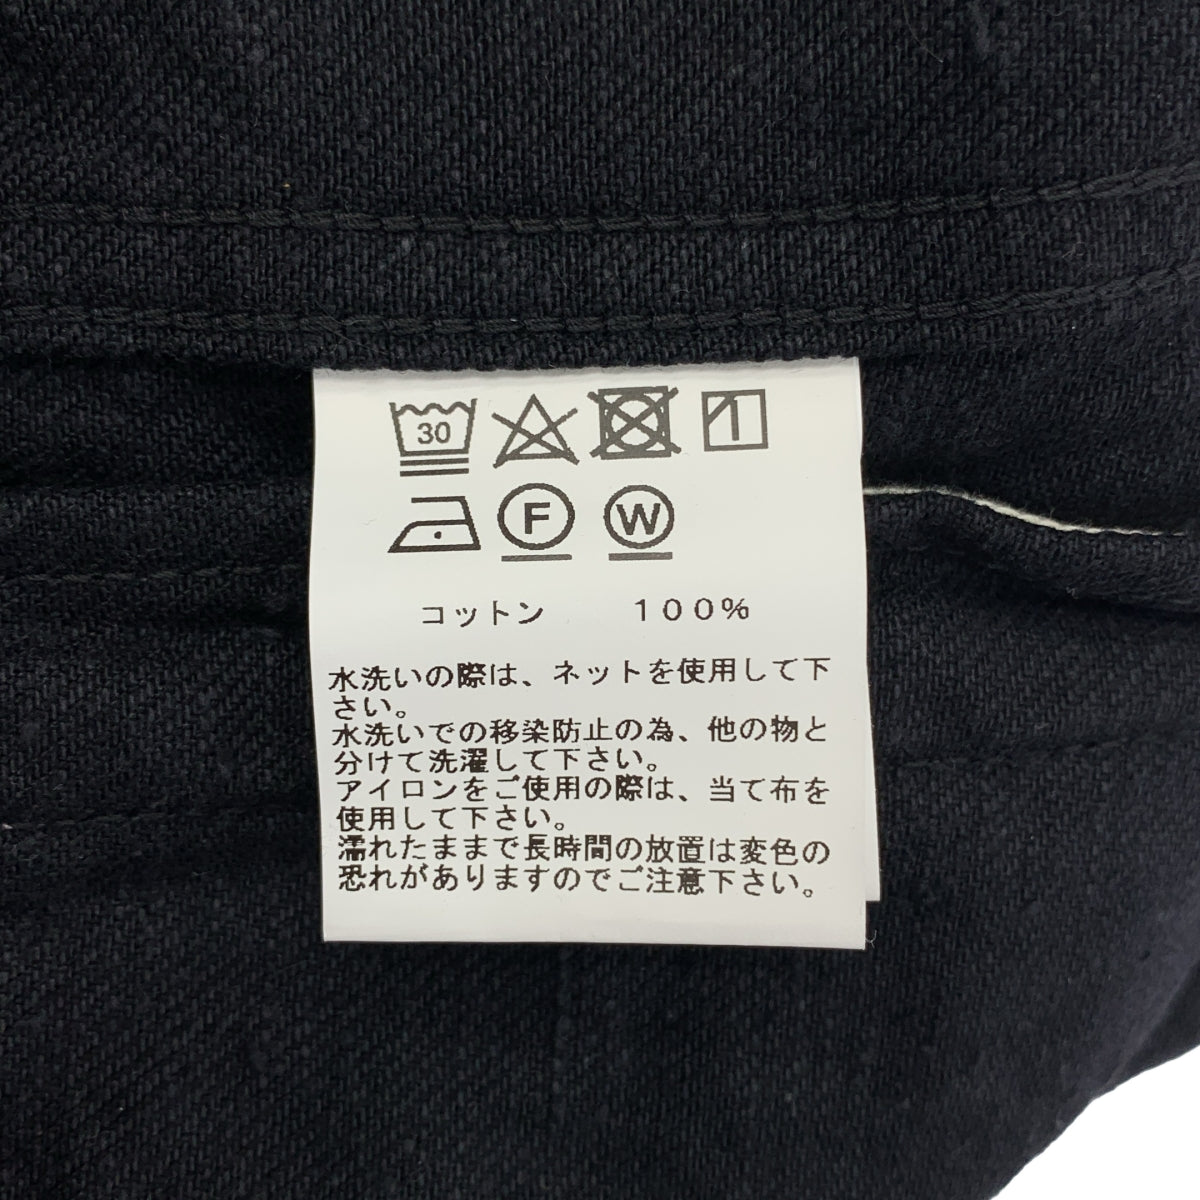 30
F W
コットン 100%
水洗いの際は、ネットを使用して下
さい。
水洗いでの移染防止の為、他の物と
分けて洗濯して下さい。
アイロンをご使用の際は、当て布を
使用して下さい。
濡れたままで長時間の放置は変色の
恐れがありますのでご注意下さい。